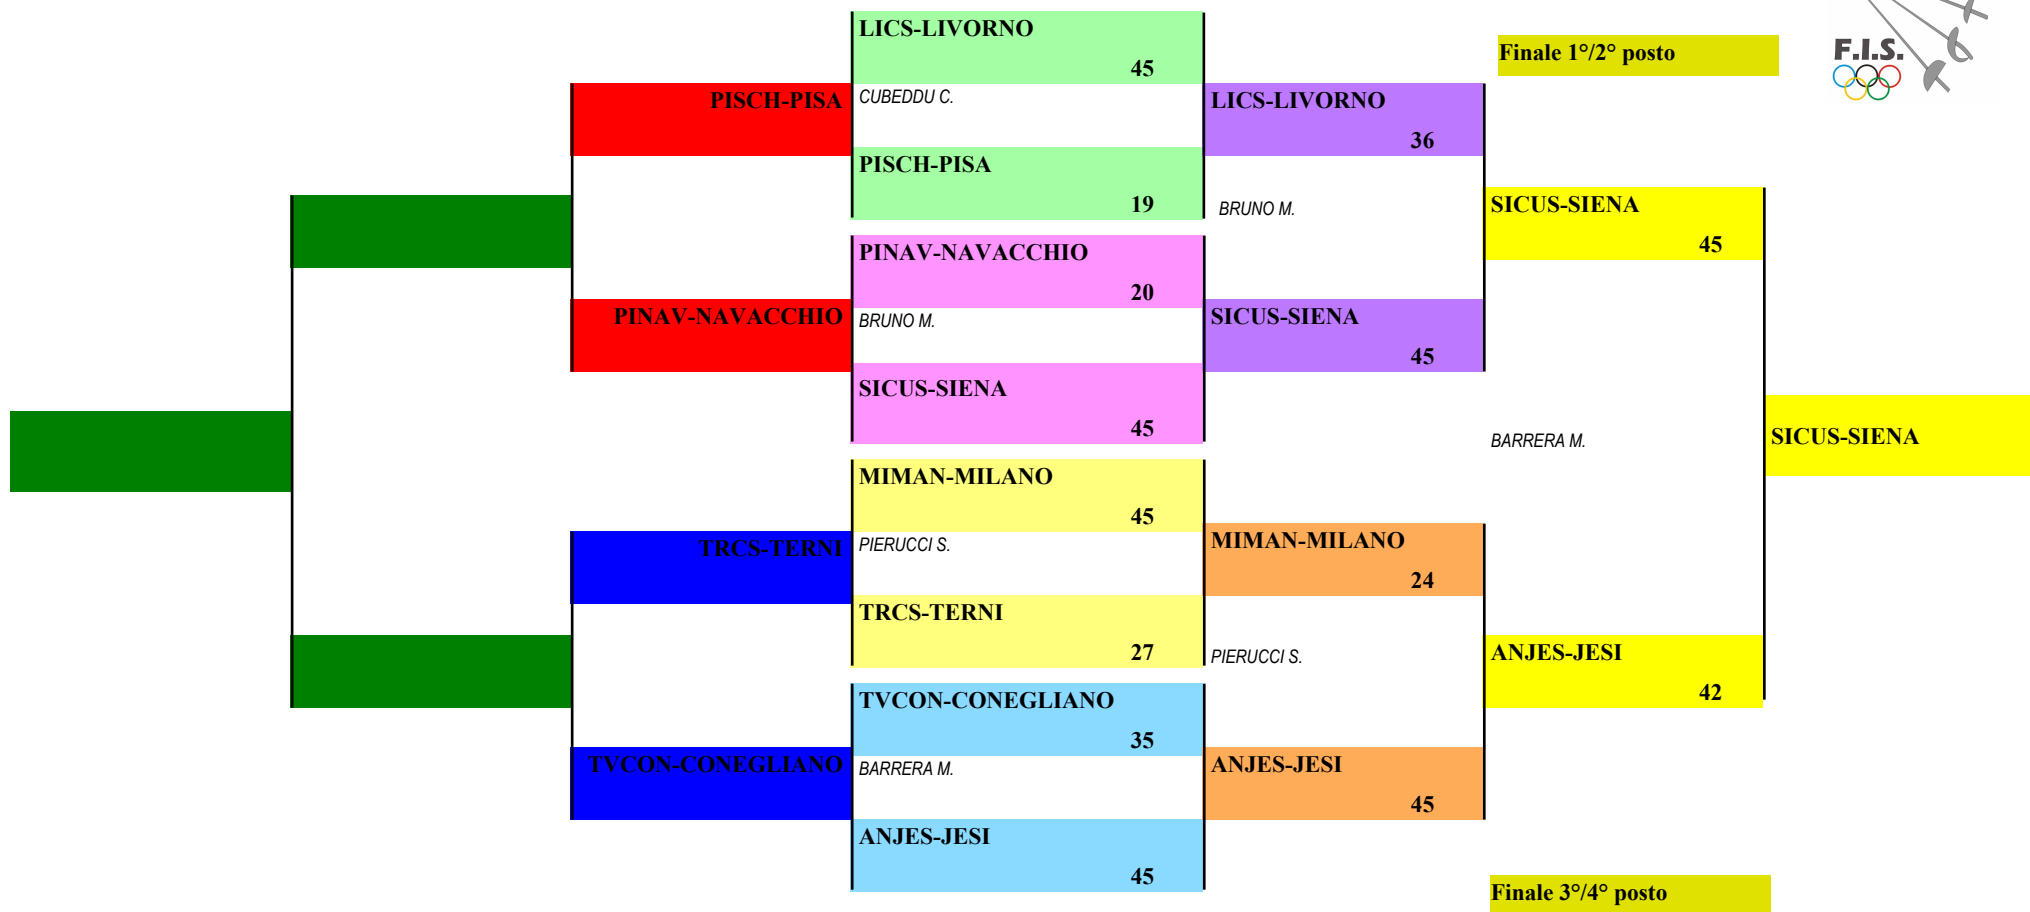 LICS-LIVORNO
45
Finale 1°/2° posto
F.I.S.
PISCH-PISA
CUBEDDU C.
LICS-LIVORNO
36
PISCH-PISA
19
BRUNO M.
SICUS-SIENA
45
PINAV-NAVACCHIO
20
PINAV-NAVACCHIO
BRUNO M.
SICUS-SIENA
45
SICUS-SIENA
45
BARRERA M.
SICUS-SIENA
MIMAN-MILANO
45
TRCS-TERNI
PIERUCCI S.
MIMAN-MILANO
24
TRCS-TERNI
27
PIERUCCI S.
ANJES-JESI
42
TVCON-CONEGLIANO
35
TVCON-CONEGLIANO
BARRERA M.
ANJES-JESI
45
ANJES-JESI
45
Finale 3°/4° posto